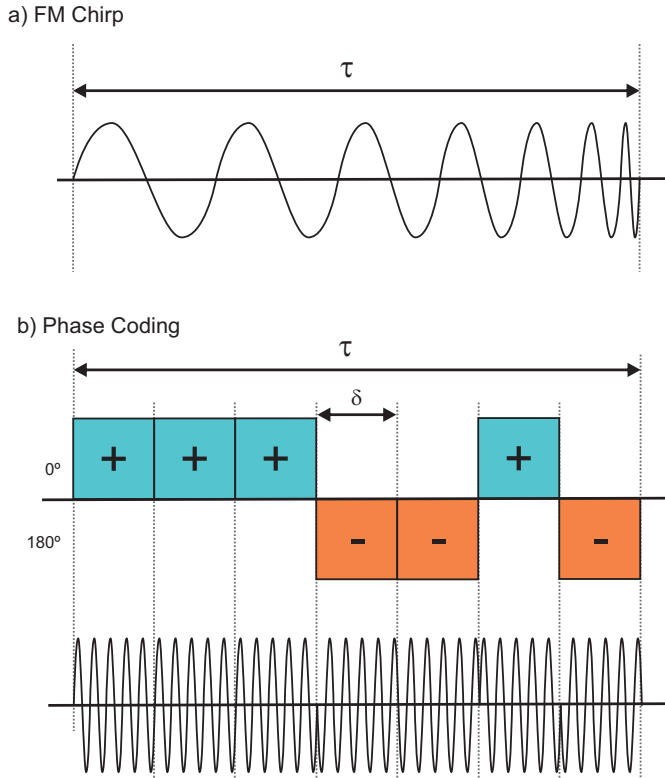 a) FM Chirp
τ
b) Phase Coding
τ
δ
+ + + +
0º
180º
- - -